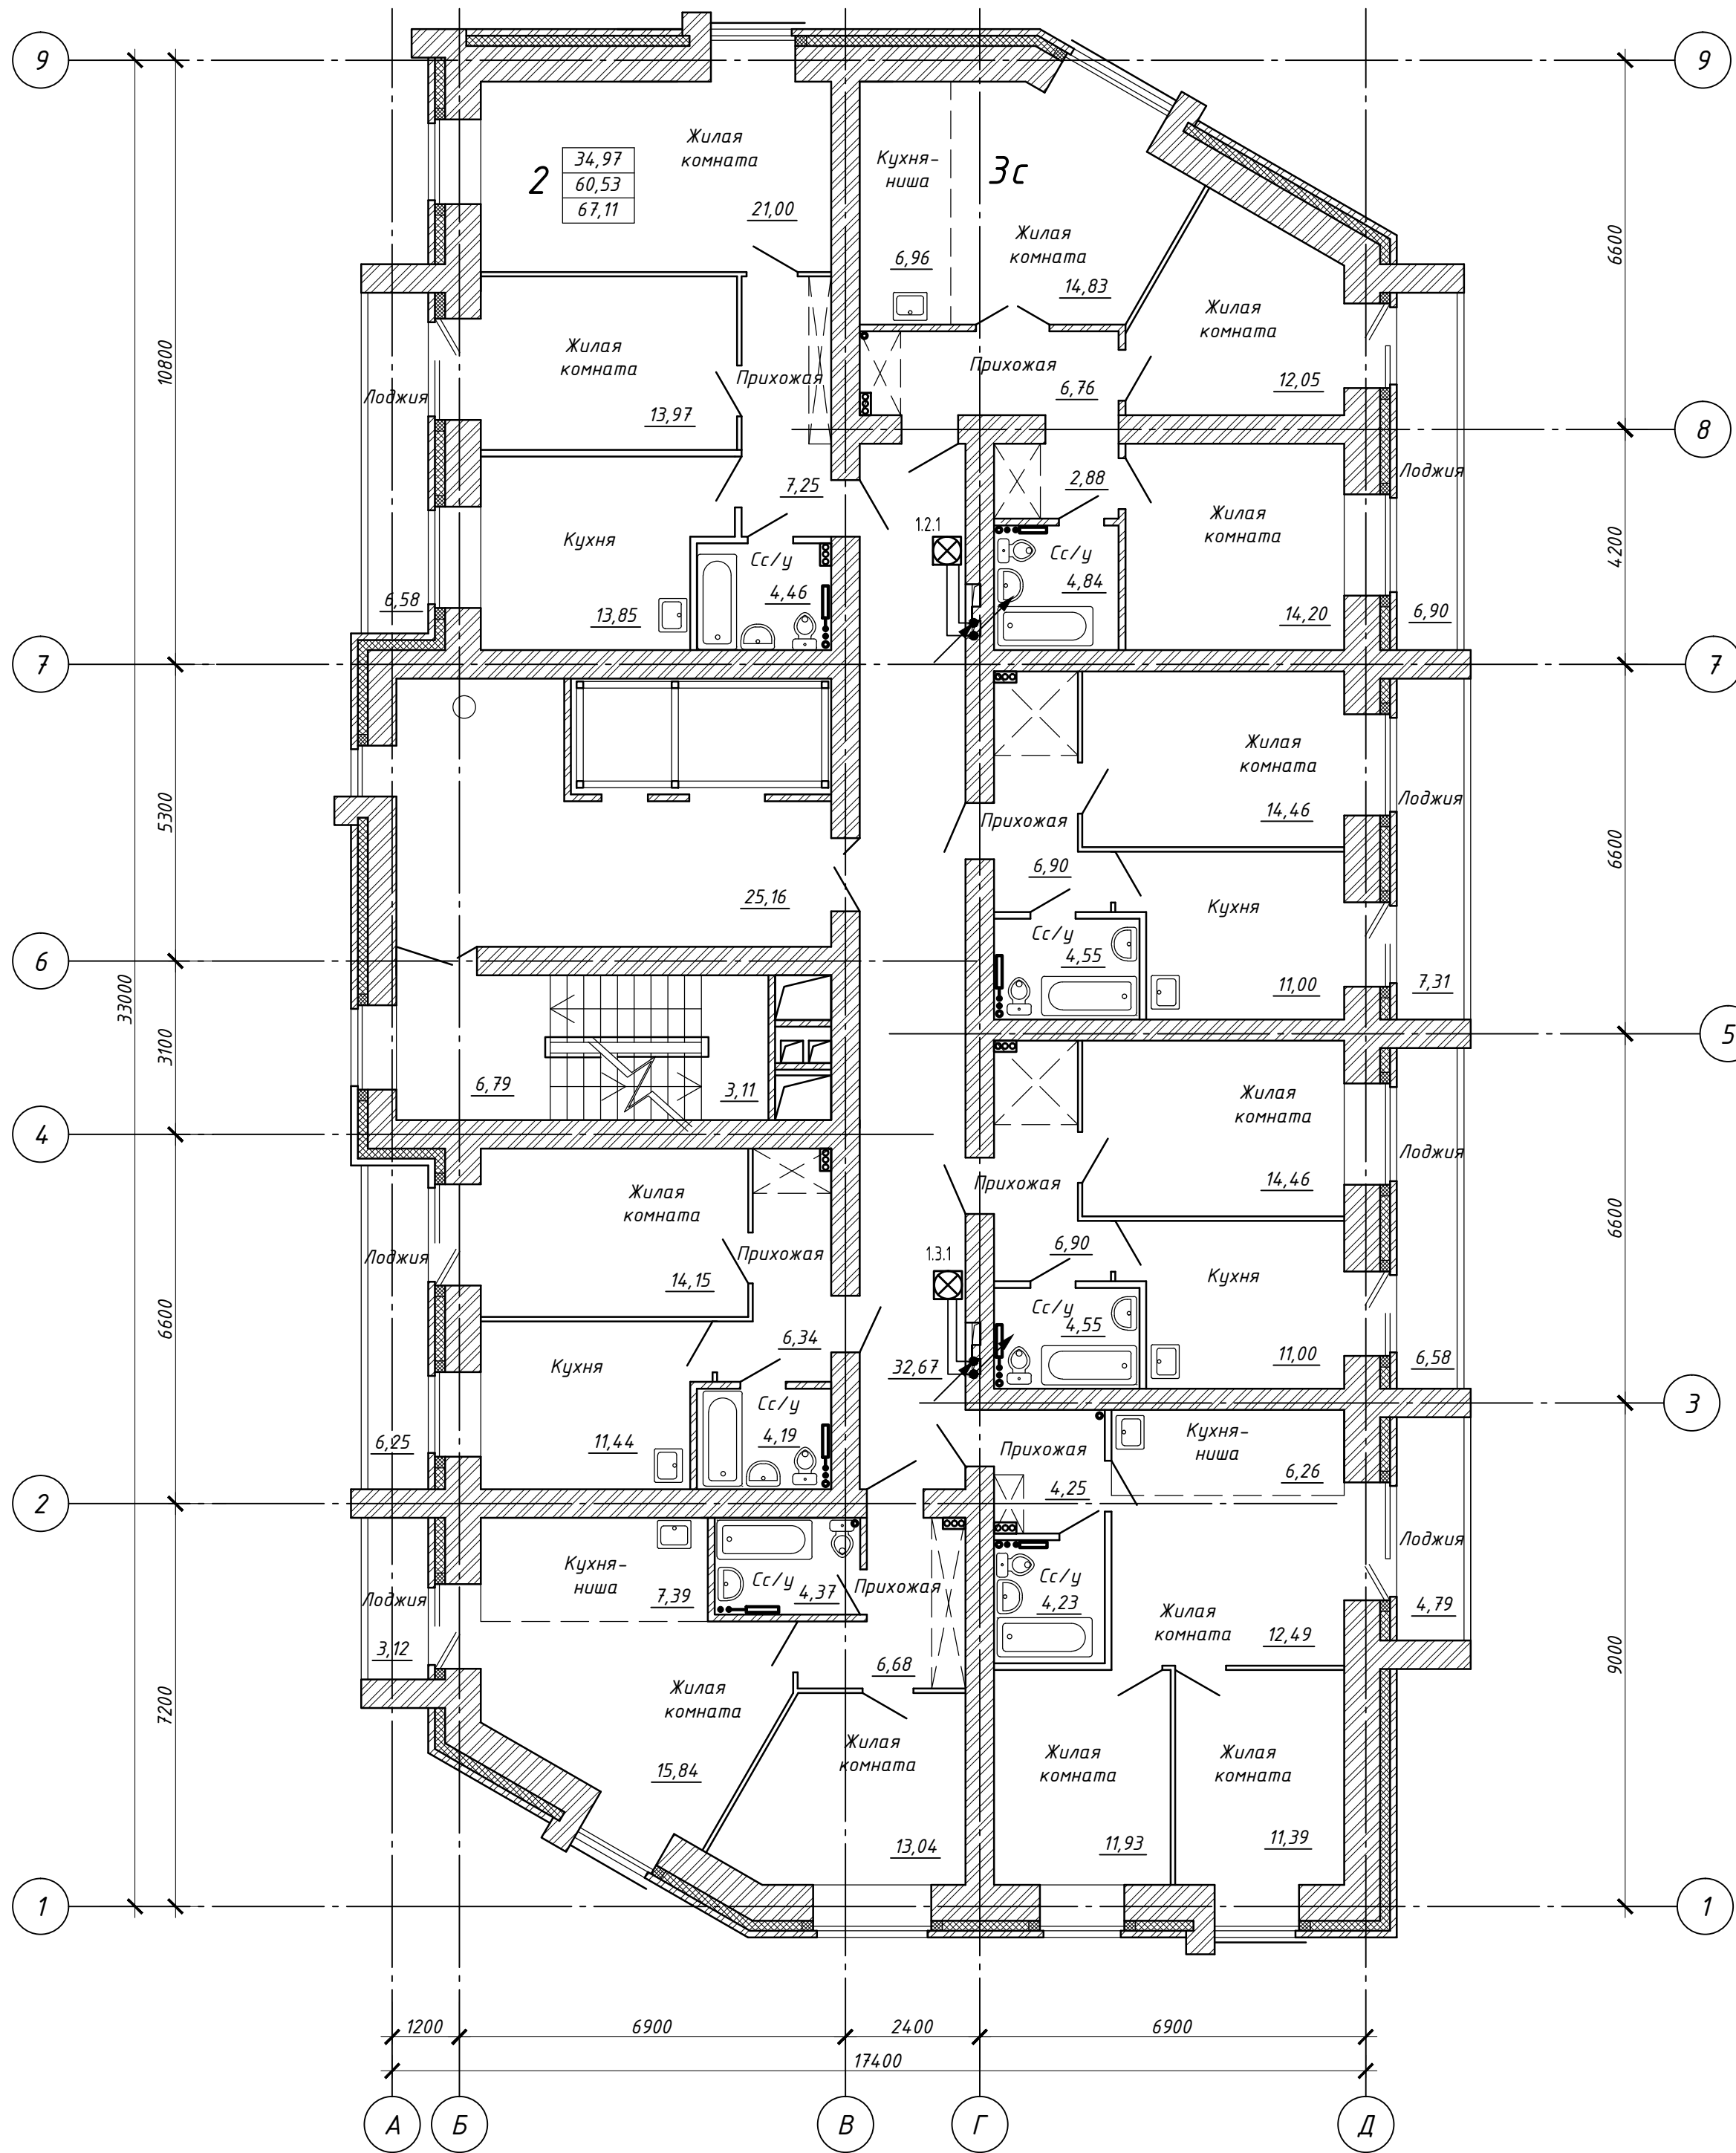 9
9
Жилая
комната
2
34,97
60,53
67,11
21,00
Кухня-
ниша
3с
6,96
Жилая
комната
14,83
6600
Жилая
комната
12,05
10800
Жилая
комната
13,97
Прихожая
Прихожая
6,76
Лоджия
8
Лоджия
7,25
2,88
Кухня
13,85
Сс/у
4,46
1.2.1
Сс/у
4,84
Жилая
комната
14,20
6,58
6,90
4200
7
7
5300
25,16
Прихожая
6,90
Жилая
комната
14,46
Лоджия
6600
Кухня
11,00
Сс/у
4,55
7,31
6
33000
5
3100
6,79
3,11
4
Жилая
комната
14,46
Лоджия
Прихожая
6,90
6600
Жилая
комната
14,15
Прихожая
Лоджия
6600
6,34
1.3.1
Кухня
11,00
Сс/у
4,55
6,58
32,67
Кухня
11,44
Сс/у
4,19
6,25
3
Прихожая
4,25
Кухня-
ниша
6,26
2
Лоджия
3,12
Кухня-
ниша
7,39
Сс/у
4,37
Прихожая
6,68
Сс/у
4,23
Жилая
комната
12,49
Лоджия
4,79
9000
7200
Жилая
комната
15,84
Жилая
комната
13,04
Жилая
комната
11,93
Жилая
комната
11,39
1
1
1200
6900
2400
6900
17400
А
Б
В
Г
Д